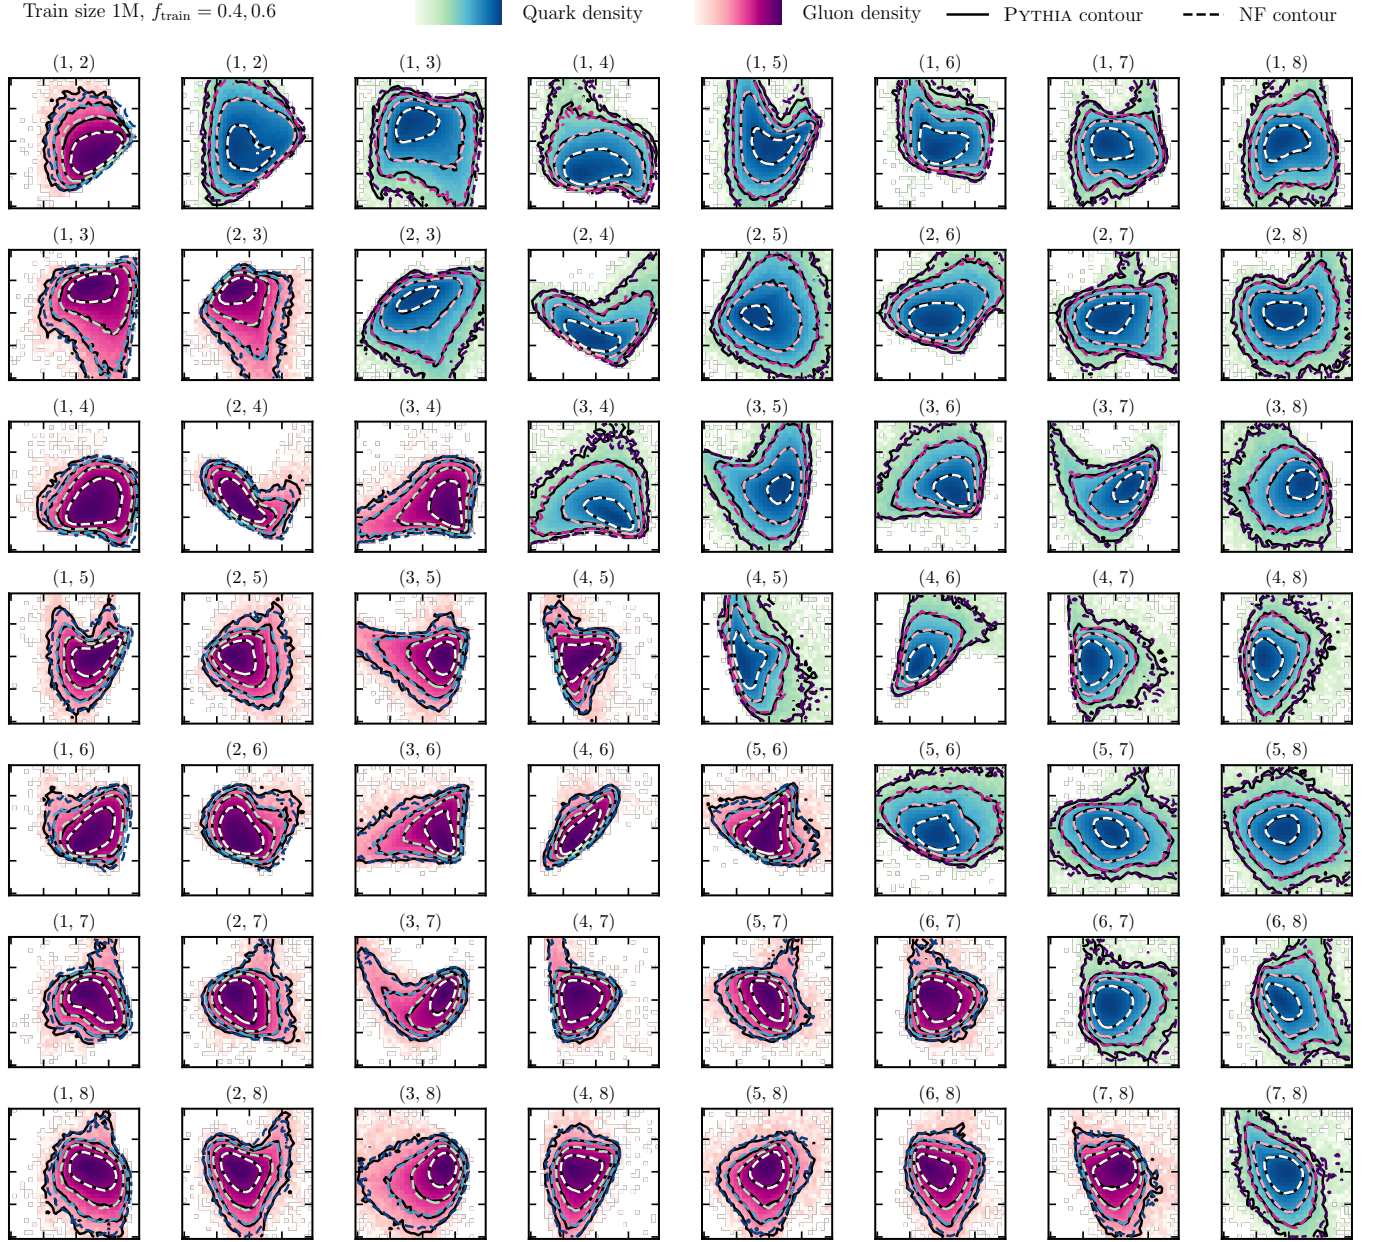 Train size 1M, f_train = 0.4, 0.6 Quark density Gluon density PYTHIA contour NF contour
(1, 2) (1, 2) (1, 3) (1, 4) (1, 5) (1, 6) (1, 7) (1, 8)
(1, 3) (2, 3) (2, 3) (2, 4) (2, 5) (2, 6) (2, 7) (2, 8)
(1, 4) (2, 4) (3, 4) (3, 4) (3, 5) (3, 6) (3, 7) (3, 8)
(1, 5) (2, 5) (3, 5) (4, 5) (4, 5) (4, 6) (4, 7) (4, 8)
(1, 6) (2, 6) (3, 6) (4, 6) (5, 6) (5, 6) (5, 7) (5, 8)
(1, 7) (2, 7) (3, 7) (4, 7) (5, 7) (6, 7) (6, 7) (6, 8)
(1, 8) (2, 8) (3, 8) (4, 8) (5, 8) (6, 8) (7, 8) (7, 8)